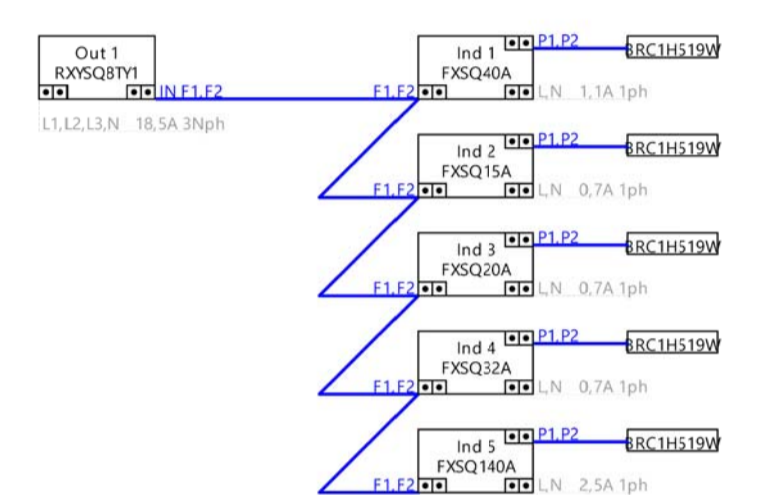 Out 1
RXYSQ8TY1
IN F1,F2
L1,L2,L3,N 18,5A 3Nph
Ind 1
FXSQ40A
F1,F2
P1,P2
BRC1H519W
L,N 1,1A 1ph
Ind 2
FXSQ15A
F1,F2
P1,P2
BRC1H519W
L,N 0,7A 1ph
Ind 3
FXSQ20A
F1,F2
P1,P2
BRC1H519W
L,N 0,7A 1ph
Ind 4
FXSQ32A
F1,F2
P1,P2
BRC1H519W
L,N 0,7A 1ph
Ind 5
FXSQ140A
F1,F2
P1,P2
BRC1H519W
L,N 2,5A 1ph